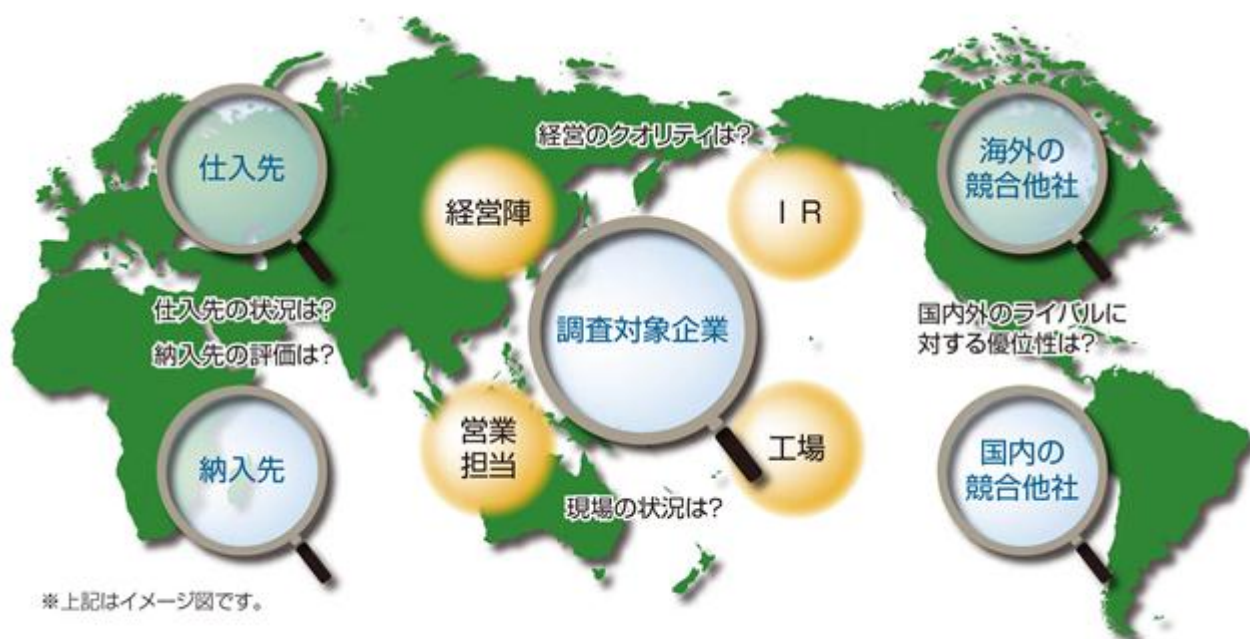 経営のクオリティは?
仕入先
経営陣
I R
海外の
競合他社
調査対象企業
仕入先の状況は?
納入先の評価は?
国内外のライバルに
対する優位性は?
納入先
営業
担当
工場
国内の
競合他社
現場の状況は?
※上記はイメージ図です。